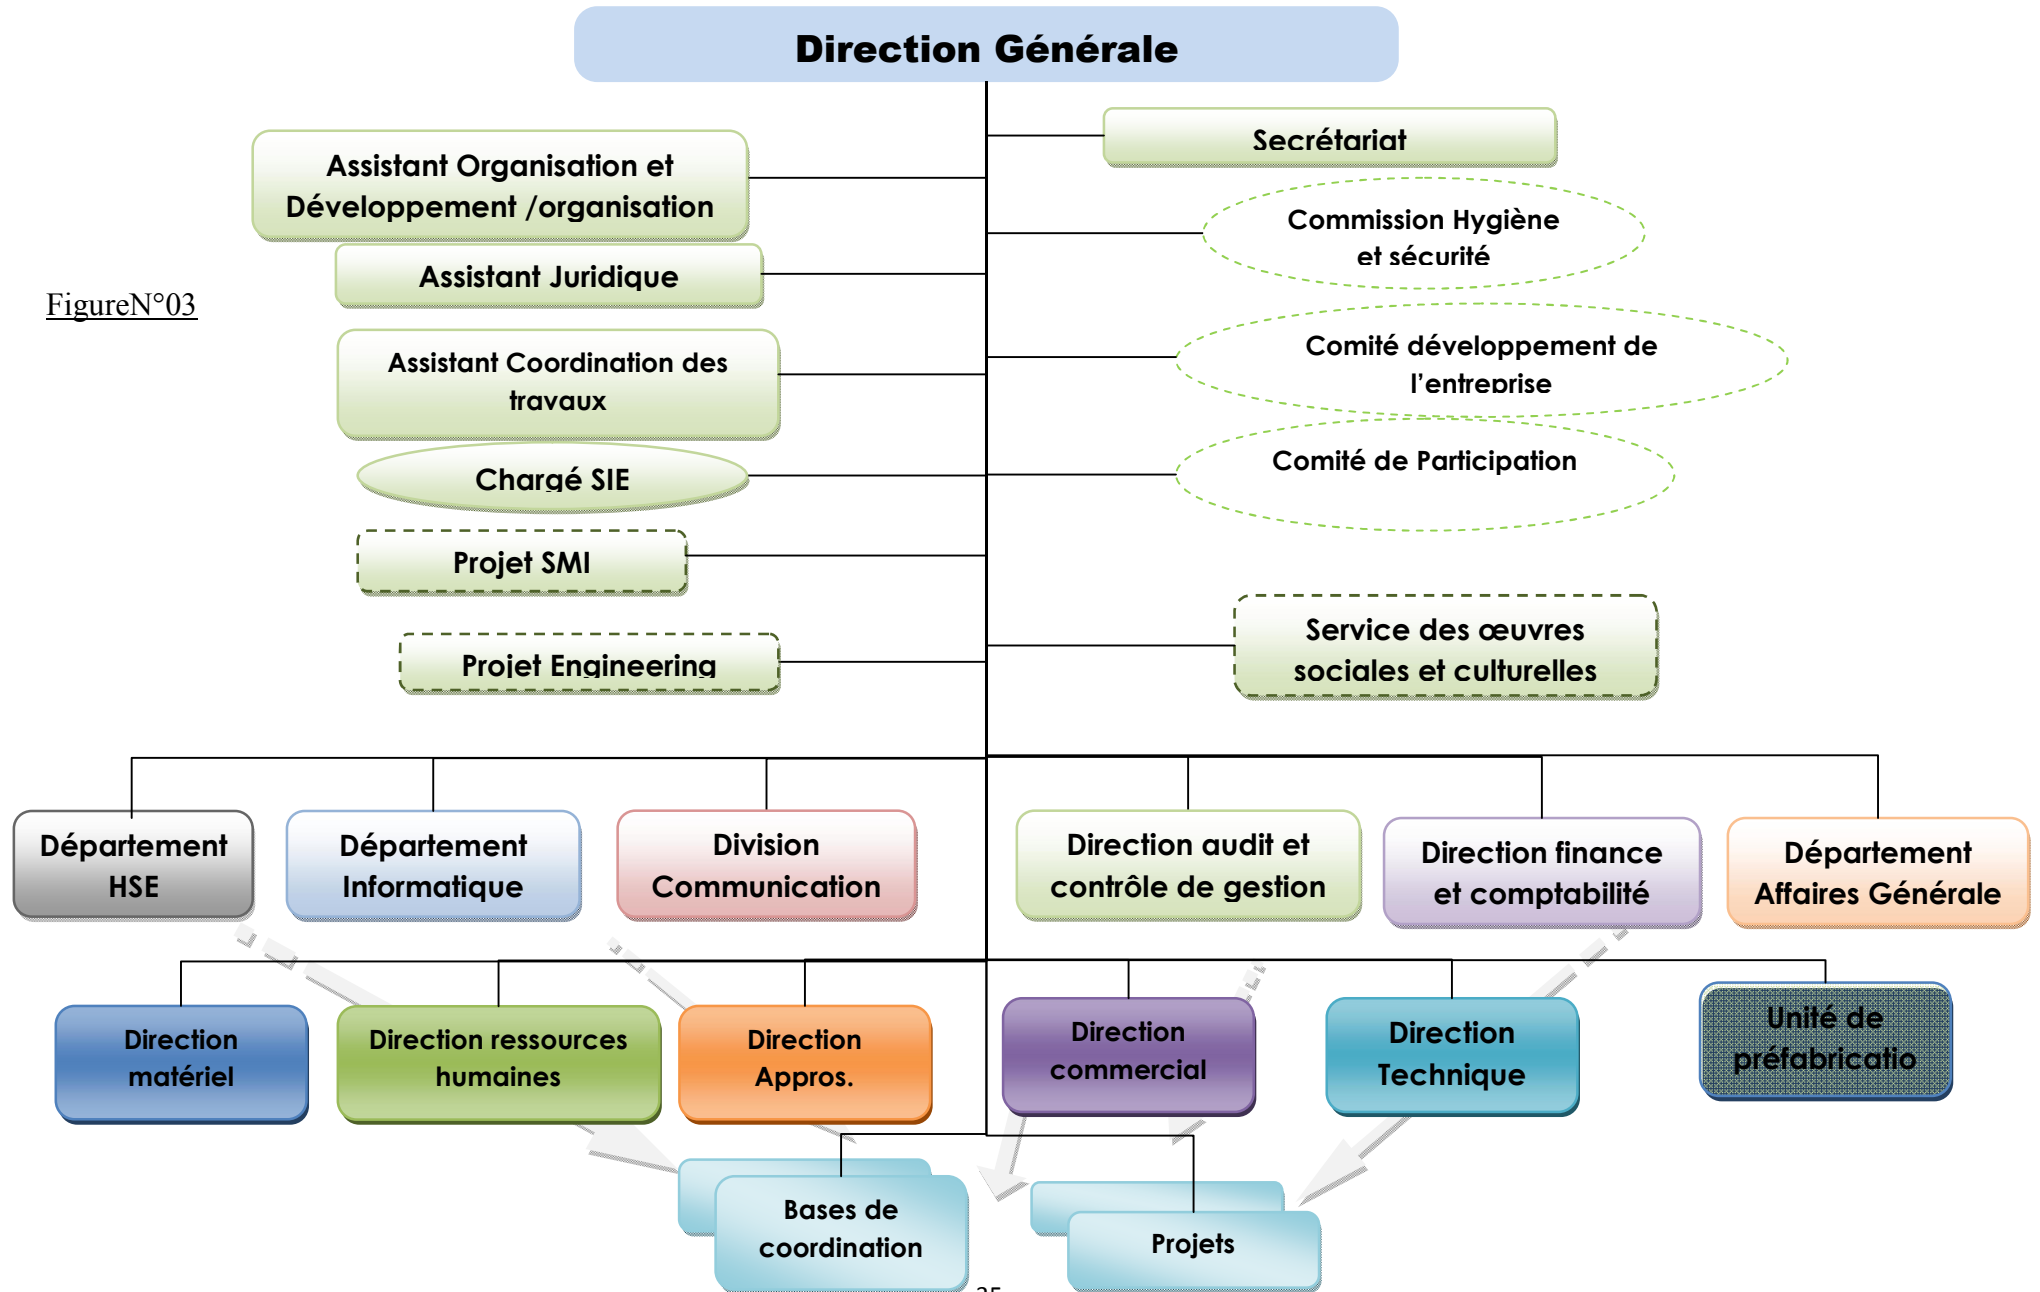 Direction Générale
Secrétariat
Assistant Organisation et
Développement /organisation
Commission Hygiène
et sécurité
Assistant Juridique
FigureN°03
Comité développement de
l'entreprise
Assistant Coordination des
travaux
Comité de Participation
Chargé SIE
Projet SMI
Service des œuvres
sociales et culturelles
Projet Engineering
Département
HSE
Département
Informatique
Division
Communication
Direction audit et
contrôle de gestion
Direction finance
et comptabilité
Département
Affaires Générale
Direction
matériel
Direction ressources
humaines
Direction
Appros.
Direction
commercial
Direction
Technique
Unité de
préfabricatio
Bases de
coordination
Projets